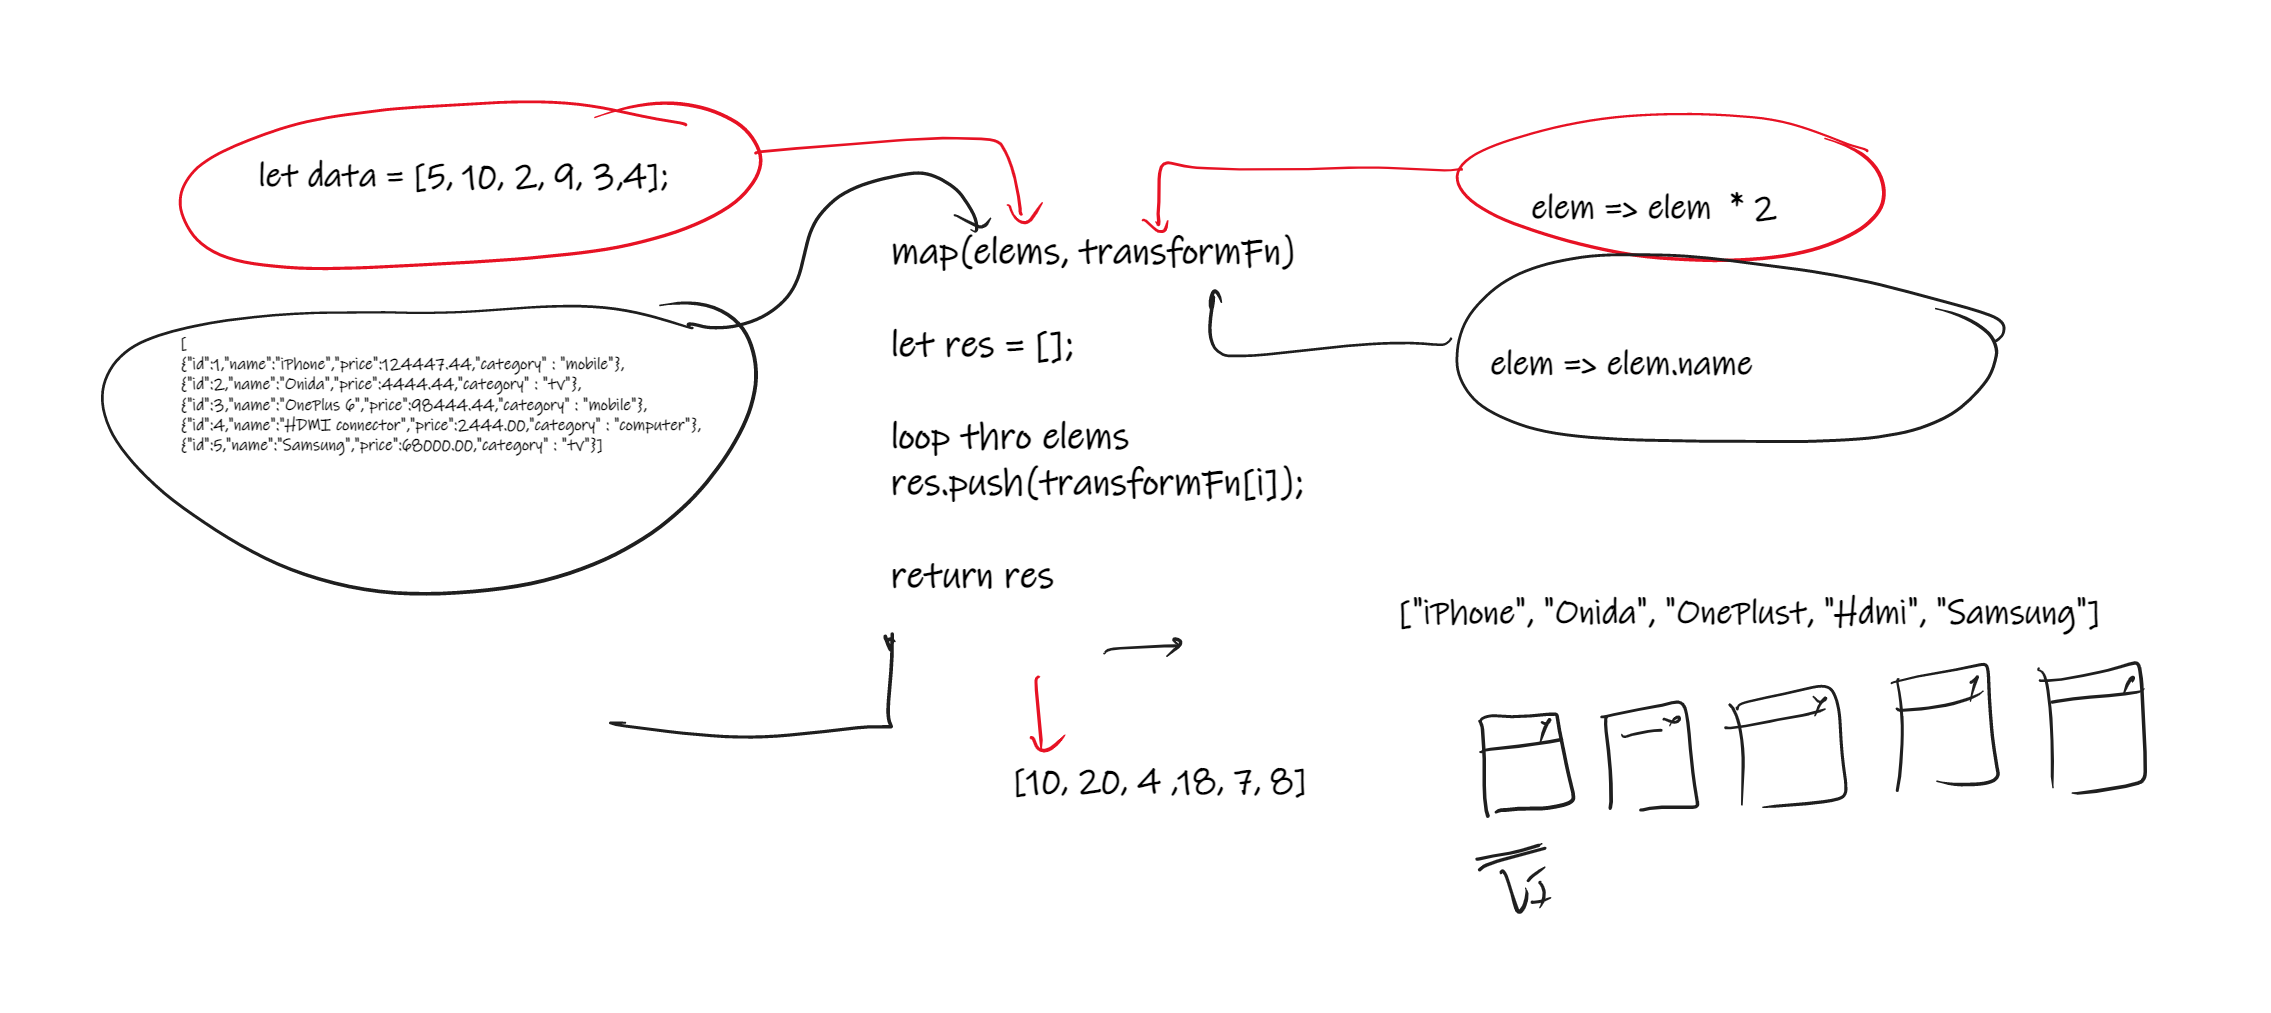 let data = [5, 10, 2, 9, 3,4];
elem => elem * 2
map(elems, transformFn)
[
{"id":1,"name":"iPhone","price":124447.44,"category" : "mobile"},
{"id":2,"name":"Onida","price":4444.44,"category" : "tv"},
{"id":3,"name":"OnePlus 6","price":98444.44,"category" : "mobile"},
{"id":4,"name":"HDMI connector","price":2444.00,"category" : "computer"},
{"id":5,"name":"Samsung","price":68000.00,"category" : "tv"}]
let res = [];
elem => elem.name
loop thro elems
res.push(transformFn[i]);
return res
["iPhone", "Onida", "OnePlust, "Hdmi", "Samsung"]
[10, 20, 4 ,18, 7, 8]